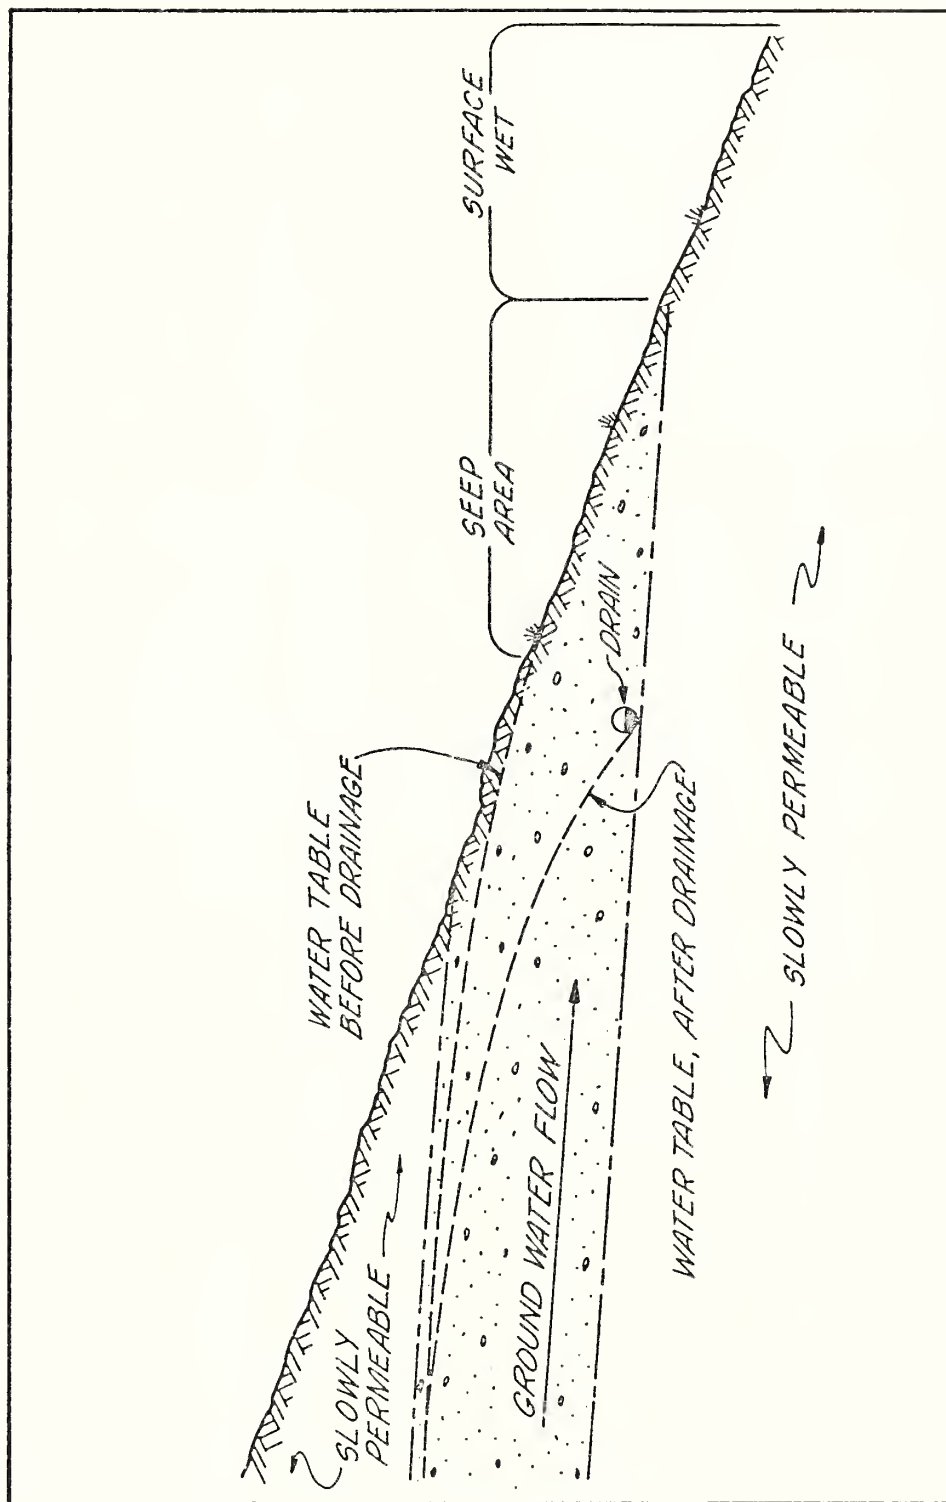 SLOWLY
PERMEABLE
WATER TABLE
BEFORE DRAINAGE
SEEP
AREA
SURFACE
WET
GROUND WATER FLOW
DRAIN
WATER TABLE, AFTER DRAINAGE
SLOWLY PERMEABLE